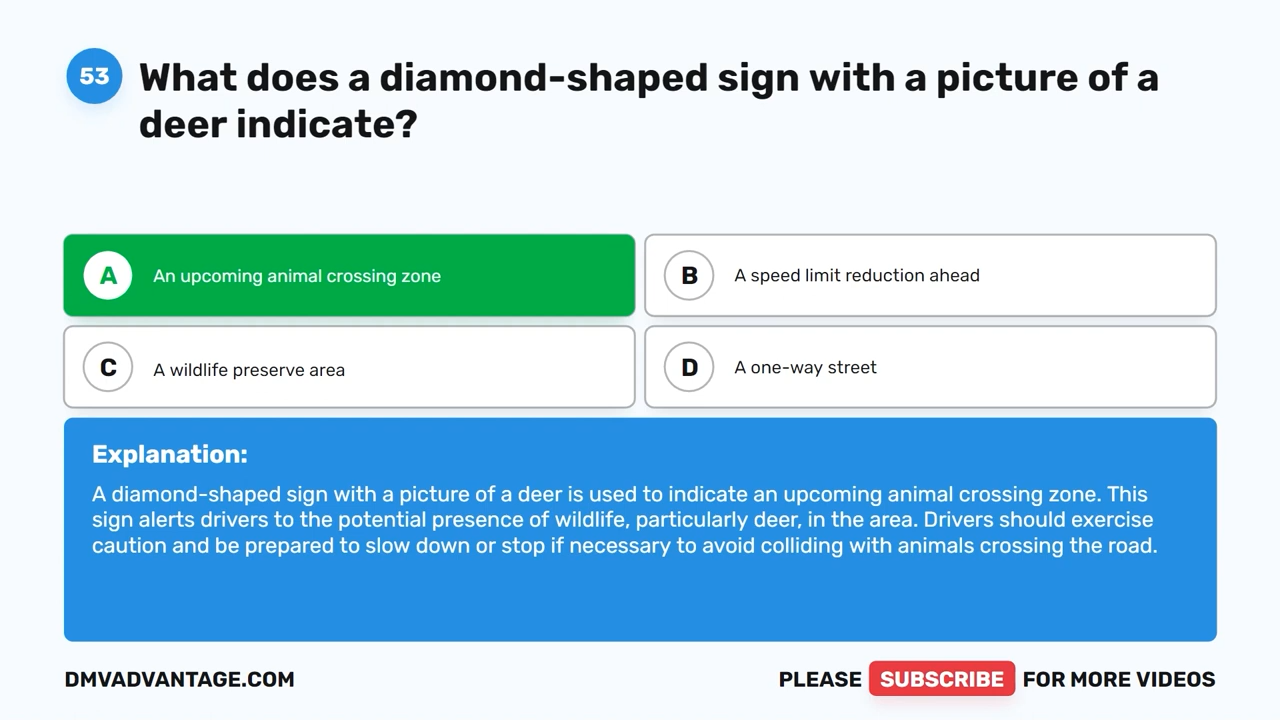 53
What does a diamond-shaped sign with a picture of a
deer indicate?
A An upcoming animal crossing zone
B A speed limit reduction ahead
C A wildlife preserve area
D A one-way street
Explanation:
A diamond-shaped sign with a picture of a deer is used to indicate an upcoming animal crossing zone. This
sign alerts drivers to the potential presence of wildlife, particularly deer, in the area. Drivers should exercise
caution and be prepared to slow down or stop if necessary to avoid colliding with animals crossing the road.
DMVADVANTAGE.COM
PLEASE SUBSCRIBE FOR MORE VIDEOS